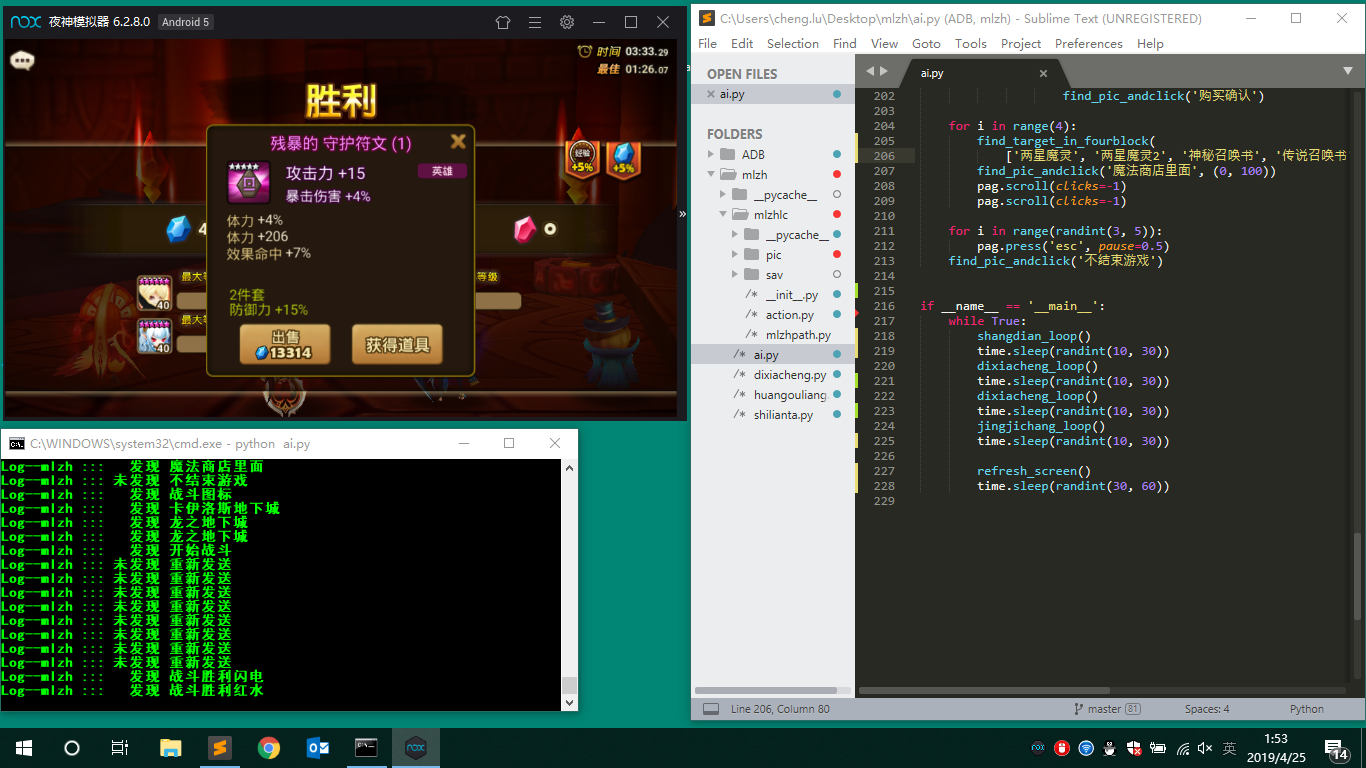 nox 夜神模拟器 6.2.8.0 Android 5
时间 03:33.29
最佳 01:26.07
胜利
残暴的 守护符文 (1)
攻击力 +15
英雄
暴击伤害 +4%
经验
+5%
+5%
体力 +4%
体力 +206
效果命中 +7%
4
0
最大等
等级
40
最大等
40
2件套
防御力 +15%
出售
13314
获得道具
C:\WINDOWS\system32\cmd.exe - python  ai.py
Log--mlzh ::: 发现 魔法商店里面
Log--mlzh ::: 未发现 不结束游戏
Log--mlzh ::: 发现 战斗图标
Log--mlzh ::: 发现 卡伊洛斯地下城
Log--mlzh ::: 发现 龙之地下城
Log--mlzh ::: 发现 龙之地下城
Log--mlzh ::: 发现 开始战斗
Log--mlzh ::: 未发现 重新发送
Log--mlzh ::: 未发现 重新发送
Log--mlzh ::: 未发现 重新发送
Log--mlzh ::: 未发现 重新发送
Log--mlzh ::: 未发现 重新发送
Log--mlzh ::: 未发现 重新发送
Log--mlzh ::: 未发现 重新发送
Log--mlzh ::: 未发现 重新发送
Log--mlzh ::: 发现 战斗胜利闪电
Log--mlzh ::: 发现 战斗胜利红水
C:\Users\cheng.lu\Desktop\mlzh\ai.py (ADB, mlzh) - Sublime Text (UNREGISTERED)
File Edit Selection Find View Goto Tools Project Preferences Help
OPEN FILES
ai.py
FOLDERS
ADB
mlzh
__pycache__
mlzhlc
__pycache__
pic
sav
/* __init__.py
/* action.py
/* mlzhpath.py
/* ai.py
/* dixiacheng.py
/* huangouliang.
/* shilianta.py
ai.py
202 find_pic_andclick('购买确认')
203
204 for i in range(4):
205 find_target_in_fourblock(
206 ['两星魔灵', '两星魔灵2', '神秘召唤书', '传说召唤书
207 find_pic_andclick('魔法商店里面', (0, 100))
208 pag.scroll(clicks=-1)
209 pag.scroll(clicks=-1)
210
211 for i in range(randint(3, 5)):
212 pag.press('esc', pause=0.5)
213 find_pic_andclick('不结束游戏')
214
215
216 if __name__ == '__main__':
217 while True:
218 shangdian_loop()
219 time.sleep(randint(10, 30))
220 dixiacheng_loop()
221 time.sleep(randint(10, 30))
222 dixiacheng_loop()
223 time.sleep(randint(10, 30))
224 jingjichang_loop()
225 time.sleep(randint(10, 30))
226
227 refresh_screen()
228 time.sleep(randint(30, 60))
229
Line 206, Column 80 master 81 Spaces: 4 Python
英
1:53
2019/4/25
14